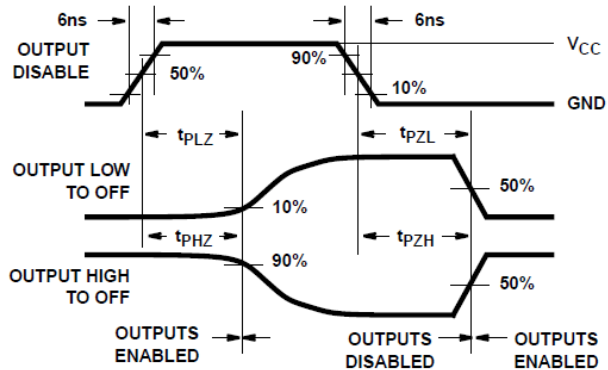 6ns
6ns
OUTPUT
DISABLE
50%
90%
10%
VCC
GND
tPLZ
tPZL
OUTPUT LOW
TO OFF
10%
50%
tPHZ
tPZH
OUTPUT HIGH
TO OFF
90%
50%
OUTPUTS
ENABLED
OUTPUTS
DISABLED
OUTPUTS
ENABLED